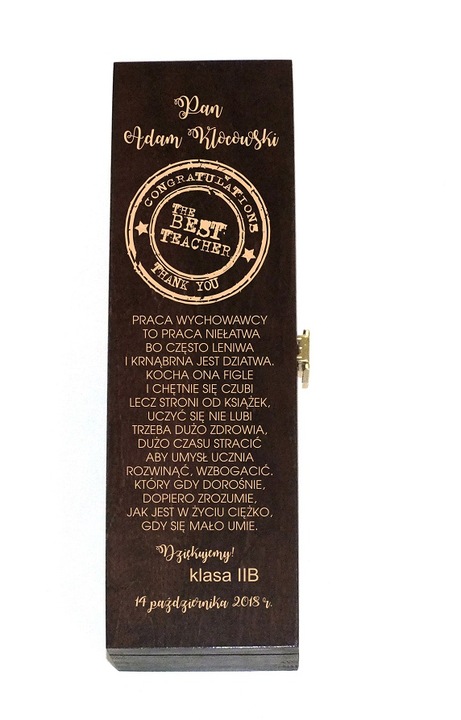 Pan
Adam Kłocowski
CONGRATULATIONS
THE
BEST
TEACHER
THANK YOU
PRACA WYCHOWAWCY
TO PRACA NIEŁATWA
BO CZĘSTO LENIWA
I KRNĄBRNA JEST DZIATWA.
KOCHA ONA FIGLE
I CHĘTNIE SIĘ CZUBI
LECZ STRONI OD KSIĄŻEK,
UCZYĆ SIĘ NIE LUBI
TRZEBA DUŻO ZDROWIA,
DUŻO CZASU STRACIĆ
ABY UMYSŁ UCZNIA
ROZWINĄĆ, WZBOGACIĆ.
KTÓRY GDY DOROŚNIE,
DOPIERO ZROZUMIE,
JAK JEST W ŻYCIU CIĘŻKO,
GDY SIĘ MAŁO UMIE.
Dziękujemy!
klasa IIB
14 października 2018 r.